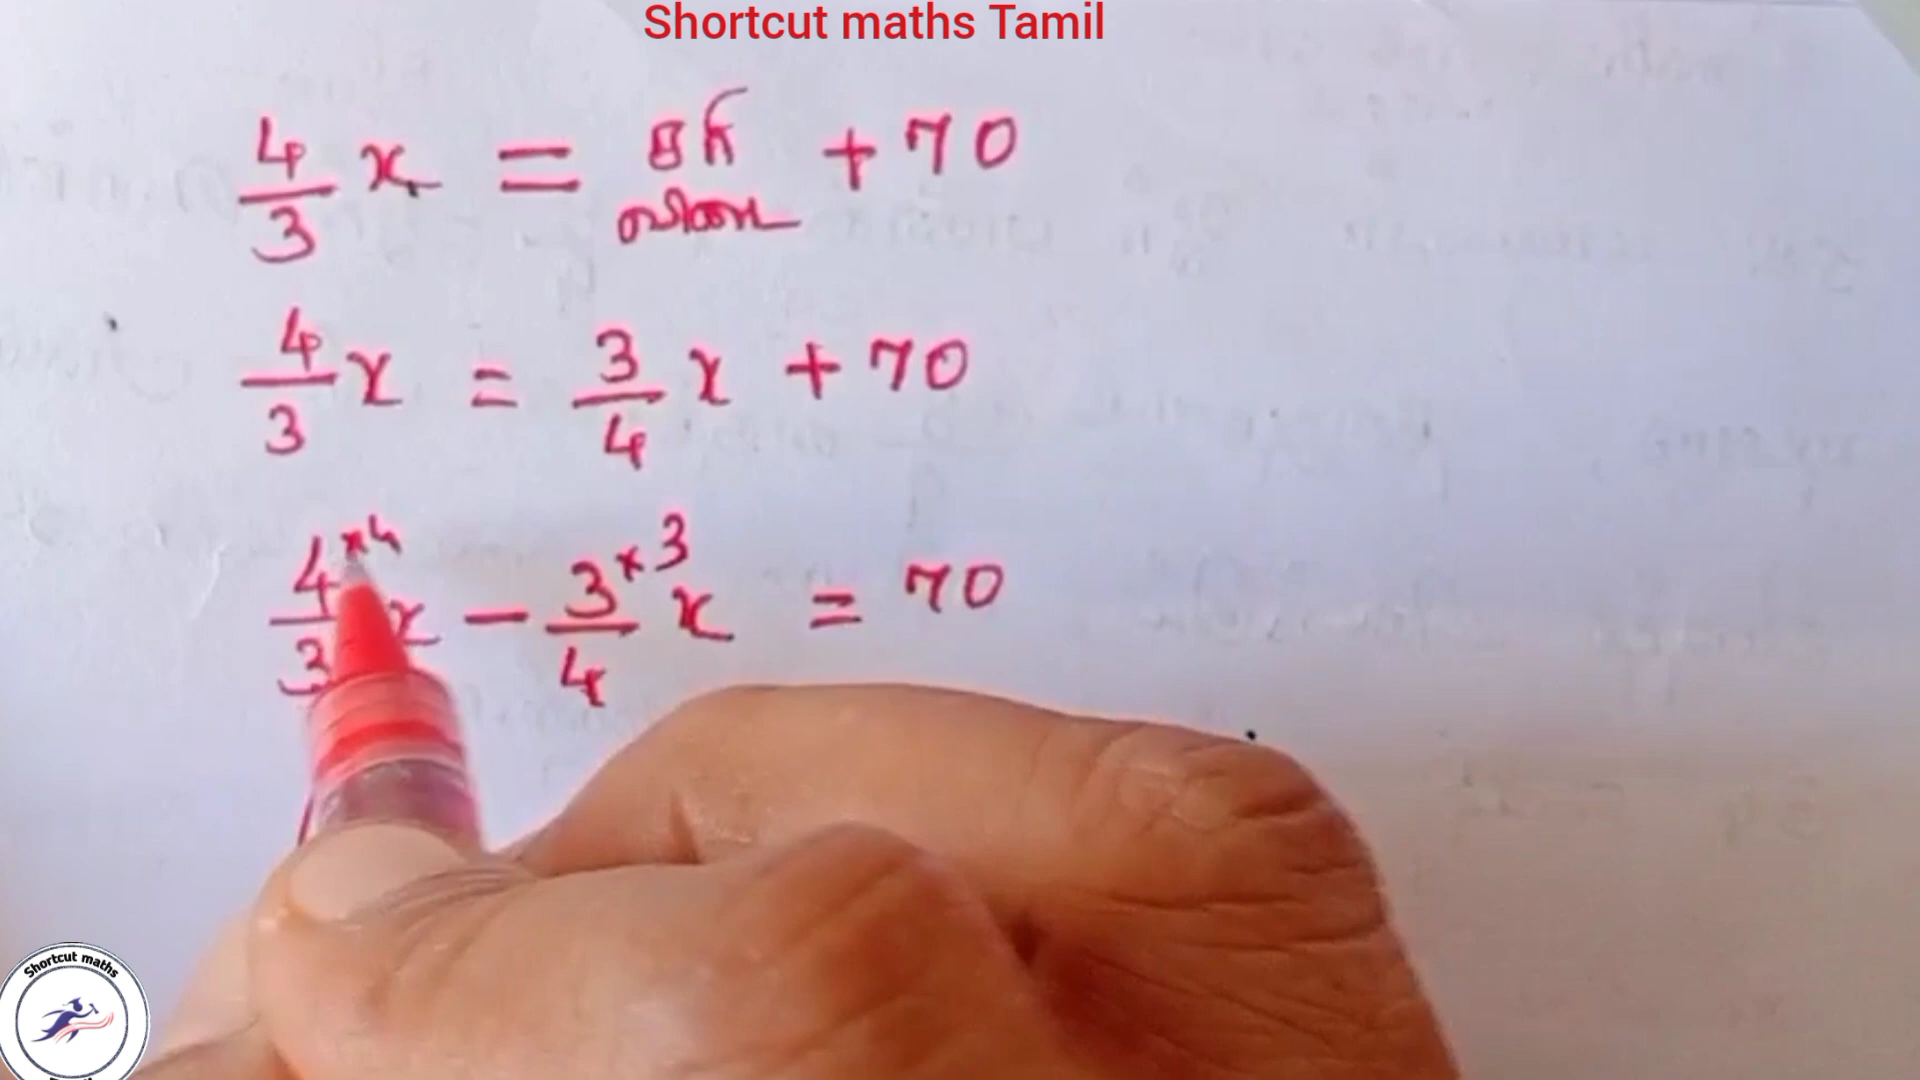 Shortcut maths Tamil
4/3 x = சரி விடை + 70
4/3 x = 3/4 x + 70
4×4/3 x - 3×3/4 x = 70
Shortcut maths